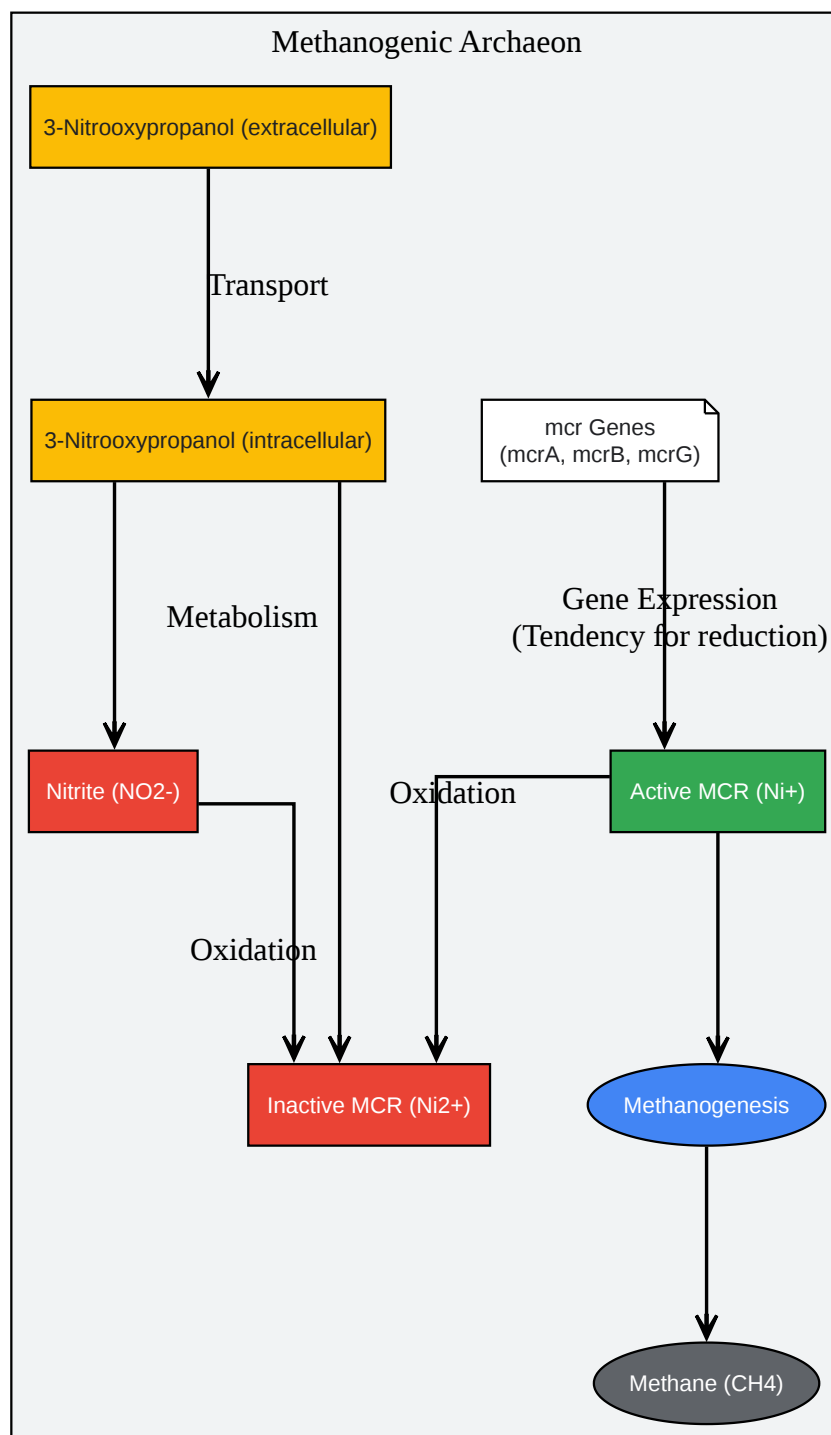 Methanogenic Archaeon
3-Nitrooxypropanol (extracellular)
Transport
3-Nitrooxypropanol (intracellular)
mcr Genes
(mcrA, mcrB, mcrG)
Metabolism
Gene Expression
(Tendency for reduction)
Nitrite (NO2-)
Oxidation
Active MCR (Ni+)
Oxidation
Inactive MCR (Ni2+)
Methanogenesis
Methane (CH4)